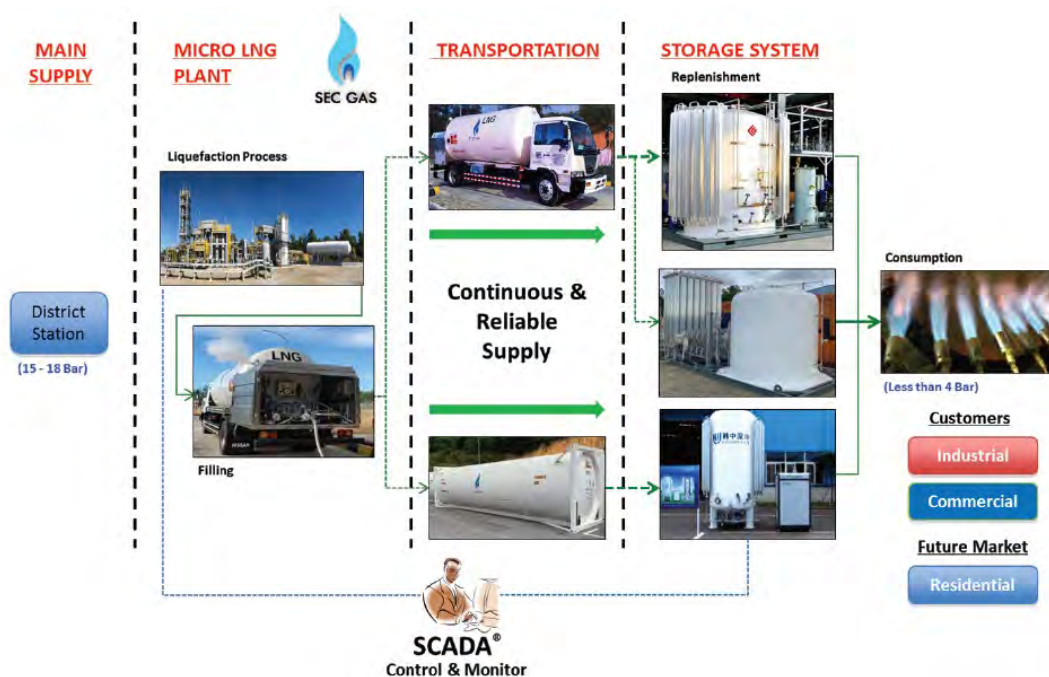 MAIN
SUPPLY
MICRO LNG
PLANT
SEC GAS
TRANSPORTATION
STORAGE SYSTEM
Replenishment
Liquefaction Process
LNG
District
Station
(15 - 18 Bar)
LNG
Filling
Continuous &
Reliable
Supply
Consumption
(Less than 4 Bar)
Customers
Industrial
Commercial
Future Market
Residential
SCADA®
Control & Monitor